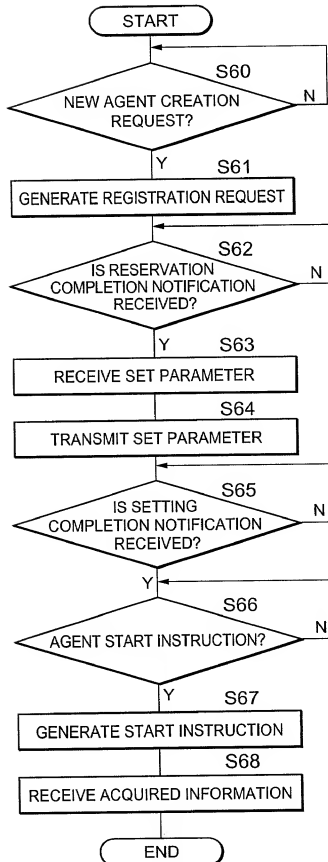 START
S60
NEW AGENT CREATION
REQUEST?
N
Y
S61
GENERATE REGISTRATION REQUEST
S62
IS RESERVATION
COMPLETION NOTIFICATION
RECEIVED?
N
Y
S63
RECEIVE SET PARAMETER
S64
TRANSMIT SET PARAMETER
S65
IS SETTING
COMPLETION NOTIFICATION
RECEIVED?
N
Y
S66
AGENT START INSTRUCTION?
N
Y
S67
GENERATE START INSTRUCTION
S68
RECEIVE ACQUIRED INFORMATION
END